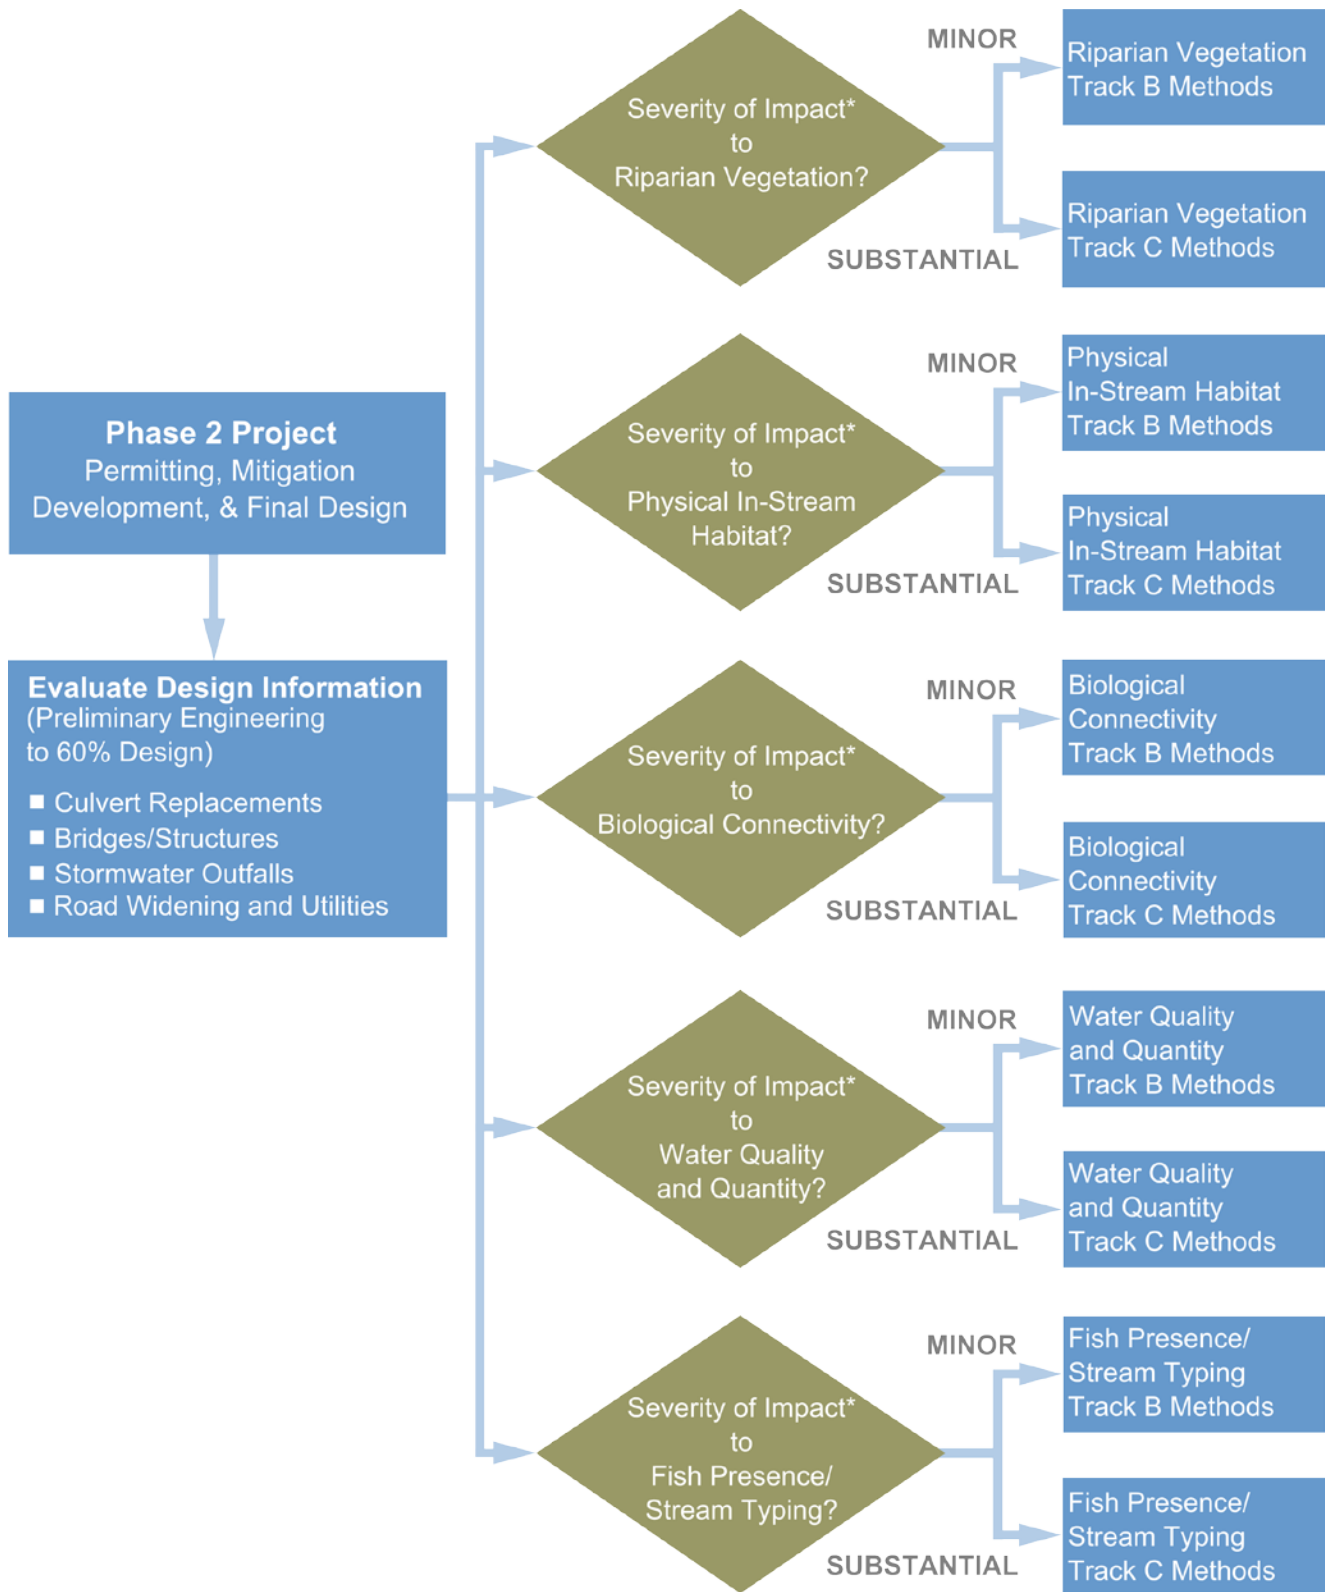 Phase 2 Project
Permitting, Mitigation
Development, & Final Design
Evaluate Design Information
(Preliminary Engineering
to 60% Design)
Culvert Replacements
Bridges/Structures
Stormwater Outfalls
Road Widening and Utilities
Severity of Impact*
to
Riparian Vegetation?
MINOR
Riparian Vegetation
Track B Methods
SUBSTANTIAL
Riparian Vegetation
Track C Methods
Severity of Impact*
to
Physical In-Stream
Habitat?
MINOR
Physical
In-Stream Habitat
Track B Methods
SUBSTANTIAL
Physical
In-Stream Habitat
Track C Methods
Severity of Impact*
to
Biological Connectivity?
MINOR
Biological
Connectivity
Track B Methods
SUBSTANTIAL
Biological
Connectivity
Track C Methods
Severity of Impact*
to
Water Quality
and Quantity?
MINOR
Water Quality
and Quantity
Track B Methods
SUBSTANTIAL
Water Quality
and Quantity
Track C Methods
Severity of Impact*
to
Fish Presence/
Stream Typing?
MINOR
Fish Presence/
Stream Typing
Track B Methods
SUBSTANTIAL
Fish Presence/
Stream Typing
Track C Methods